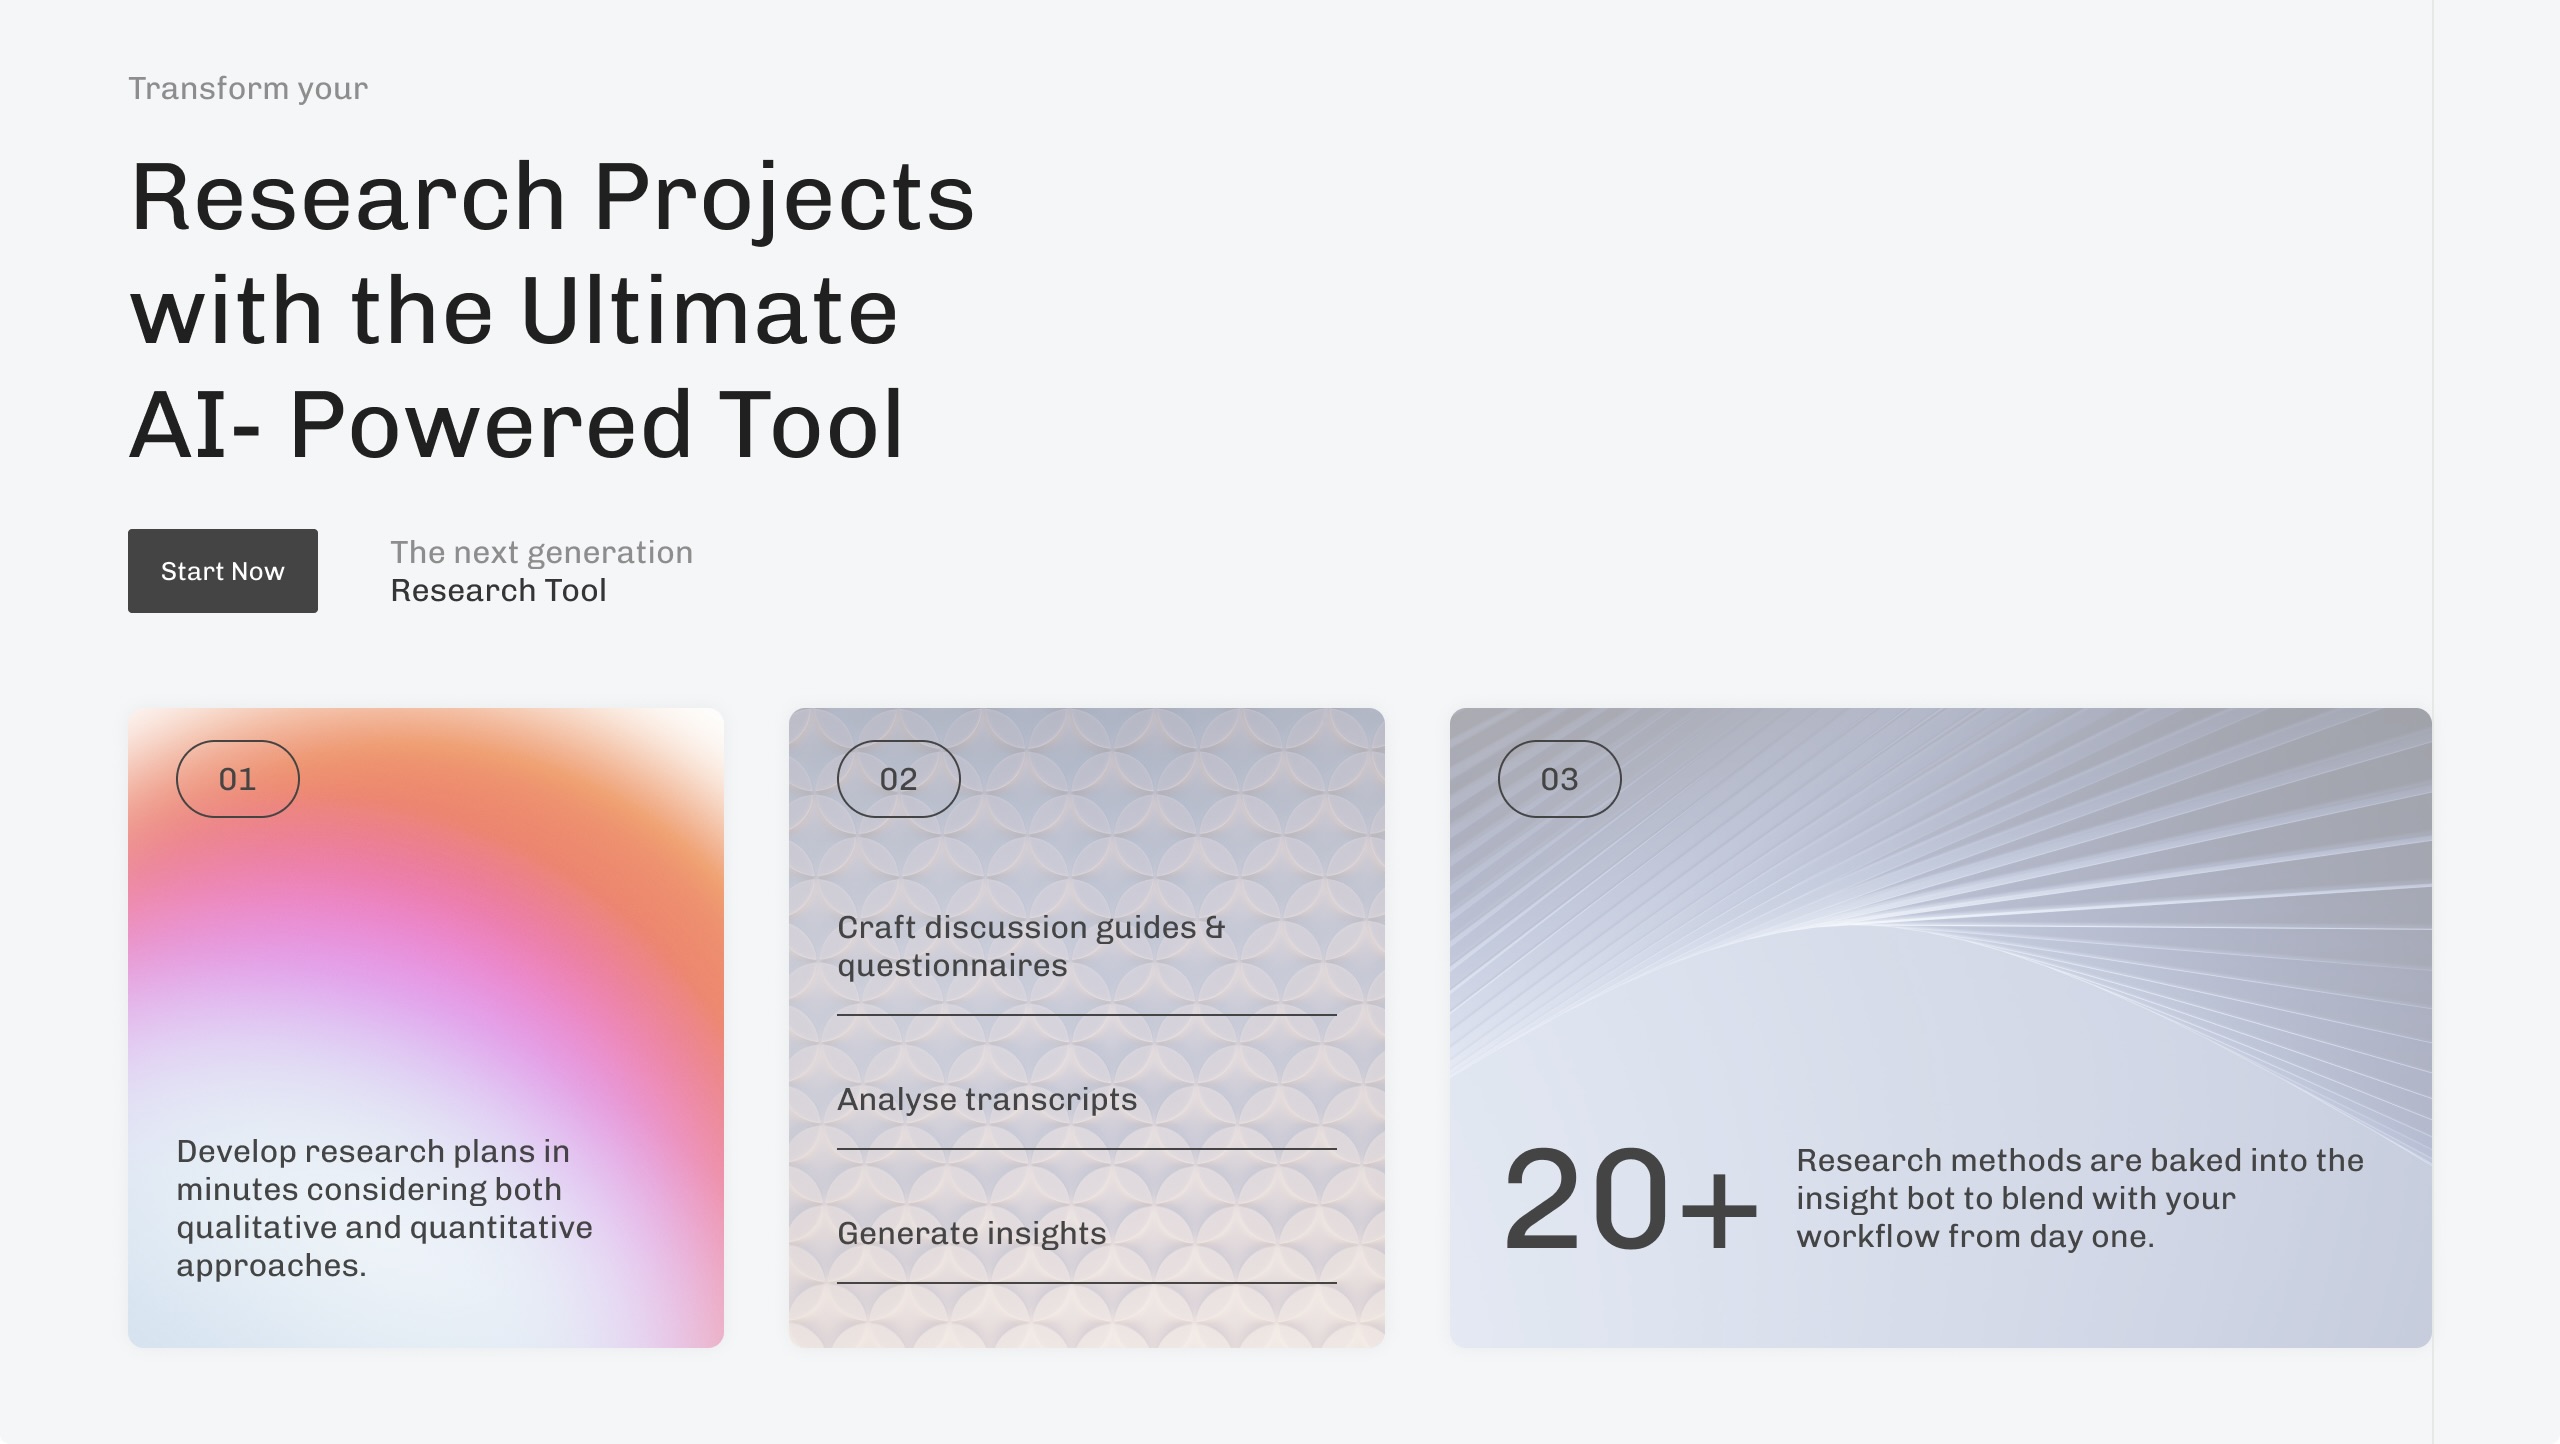 Transform your
Research Projects
with the Ultimate
AI- Powered Tool
Start Now
The next generation
Research Tool
01
Develop research plans in
minutes considering both
qualitative and quantitative
approaches.
02
Craft discussion guides &
questionnaires
Analyse transcripts
Generate insights
03
20+
Research methods are baked into the
insight bot to blend with your
workflow from day one.